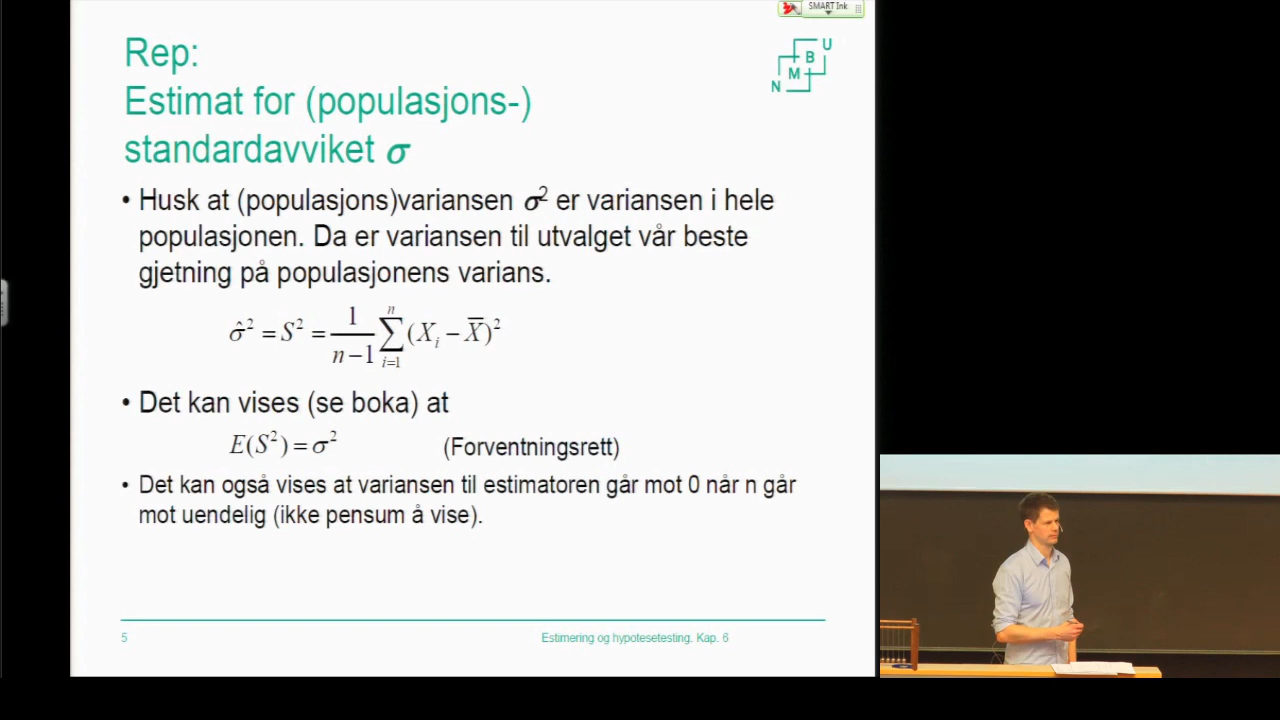 SMART Ink
Rep:
Estimat for (populasjons-)
standardavviket σ
N M B U
• Husk at (populasjons)variansen σ² er variansen i hele
populasjonen. Da er variansen til utvalget vår beste
gjetning på populasjonens varians.
σ̂² = S² = 1/(n−1) ∑ᵢ₌₁ⁿ (Xᵢ − X̄)²
• Det kan vises (se boka) at
E(S²) = σ² (Forventningsrett)
• Det kan også vises at variansen til estimatoren går mot 0 når n går
mot uendelig (ikke pensum å vise).
5 Estimering og hypotesetesting. Kap. 6